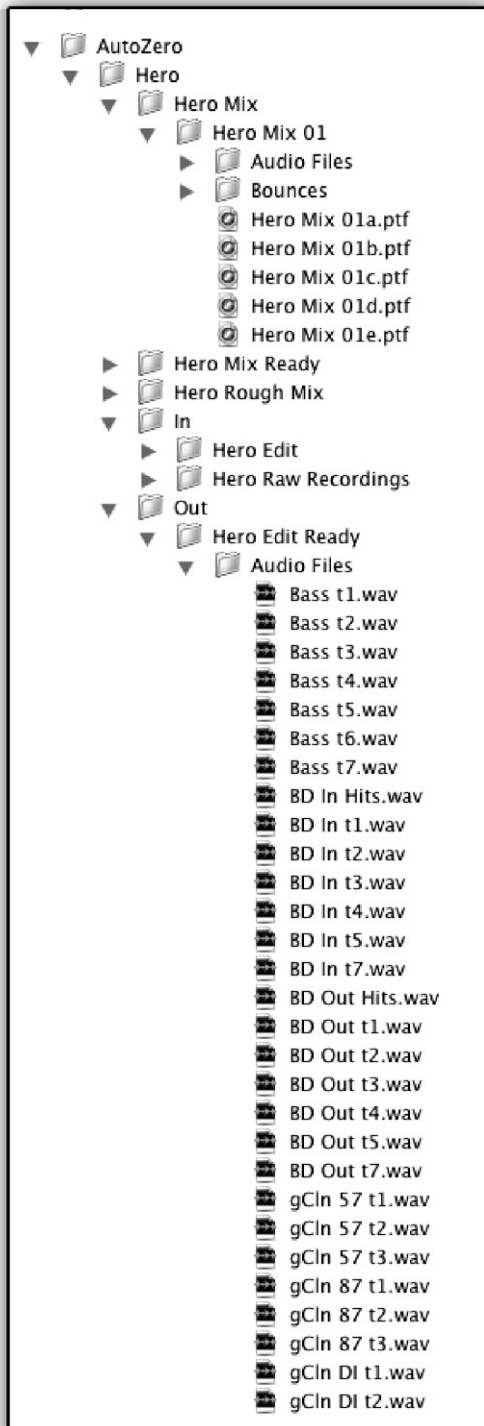 AutoZero
Hero
Hero Mix
Hero Mix 01
Audio Files
Bounces
Hero Mix 01a.ptf
Hero Mix 01b.ptf
Hero Mix 01c.ptf
Hero Mix 01d.ptf
Hero Mix 01e.ptf
Hero Mix Ready
Hero Rough Mix
In
Hero Edit
Hero Raw Recordings
Out
Hero Edit Ready
Audio Files
Bass t1.wav
Bass t2.wav
Bass t3.wav
Bass t4.wav
Bass t5.wav
Bass t6.wav
Bass t7.wav
BD In Hits.wav
BD In t1.wav
BD In t2.wav
BD In t3.wav
BD In t4.wav
BD In t5.wav
BD In t7.wav
BD Out Hits.wav
BD Out t1.wav
BD Out t2.wav
BD Out t3.wav
BD Out t4.wav
BD Out t5.wav
BD Out t7.wav
gCln 57 t1.wav
gCln 57 t2.wav
gCln 57 t3.wav
gCln 87 t1.wav
gCln 87 t2.wav
gCln 87 t3.wav
gCln DI t1.wav
gCln DI t2.wav